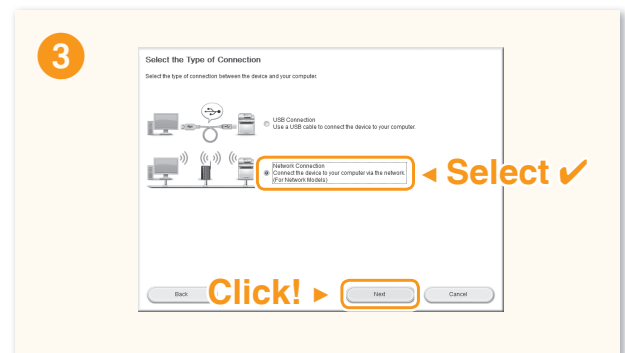 3
Select the Type of Connection
Select the type of connection between the device and your computer.
USB Connection
Use a USB cable to connect the device to your computer.
Network Connection
Connect the device to your computer via the network.
(For Network Models)
◄ Select ✔
Click! ►
Back
Next
Cancel